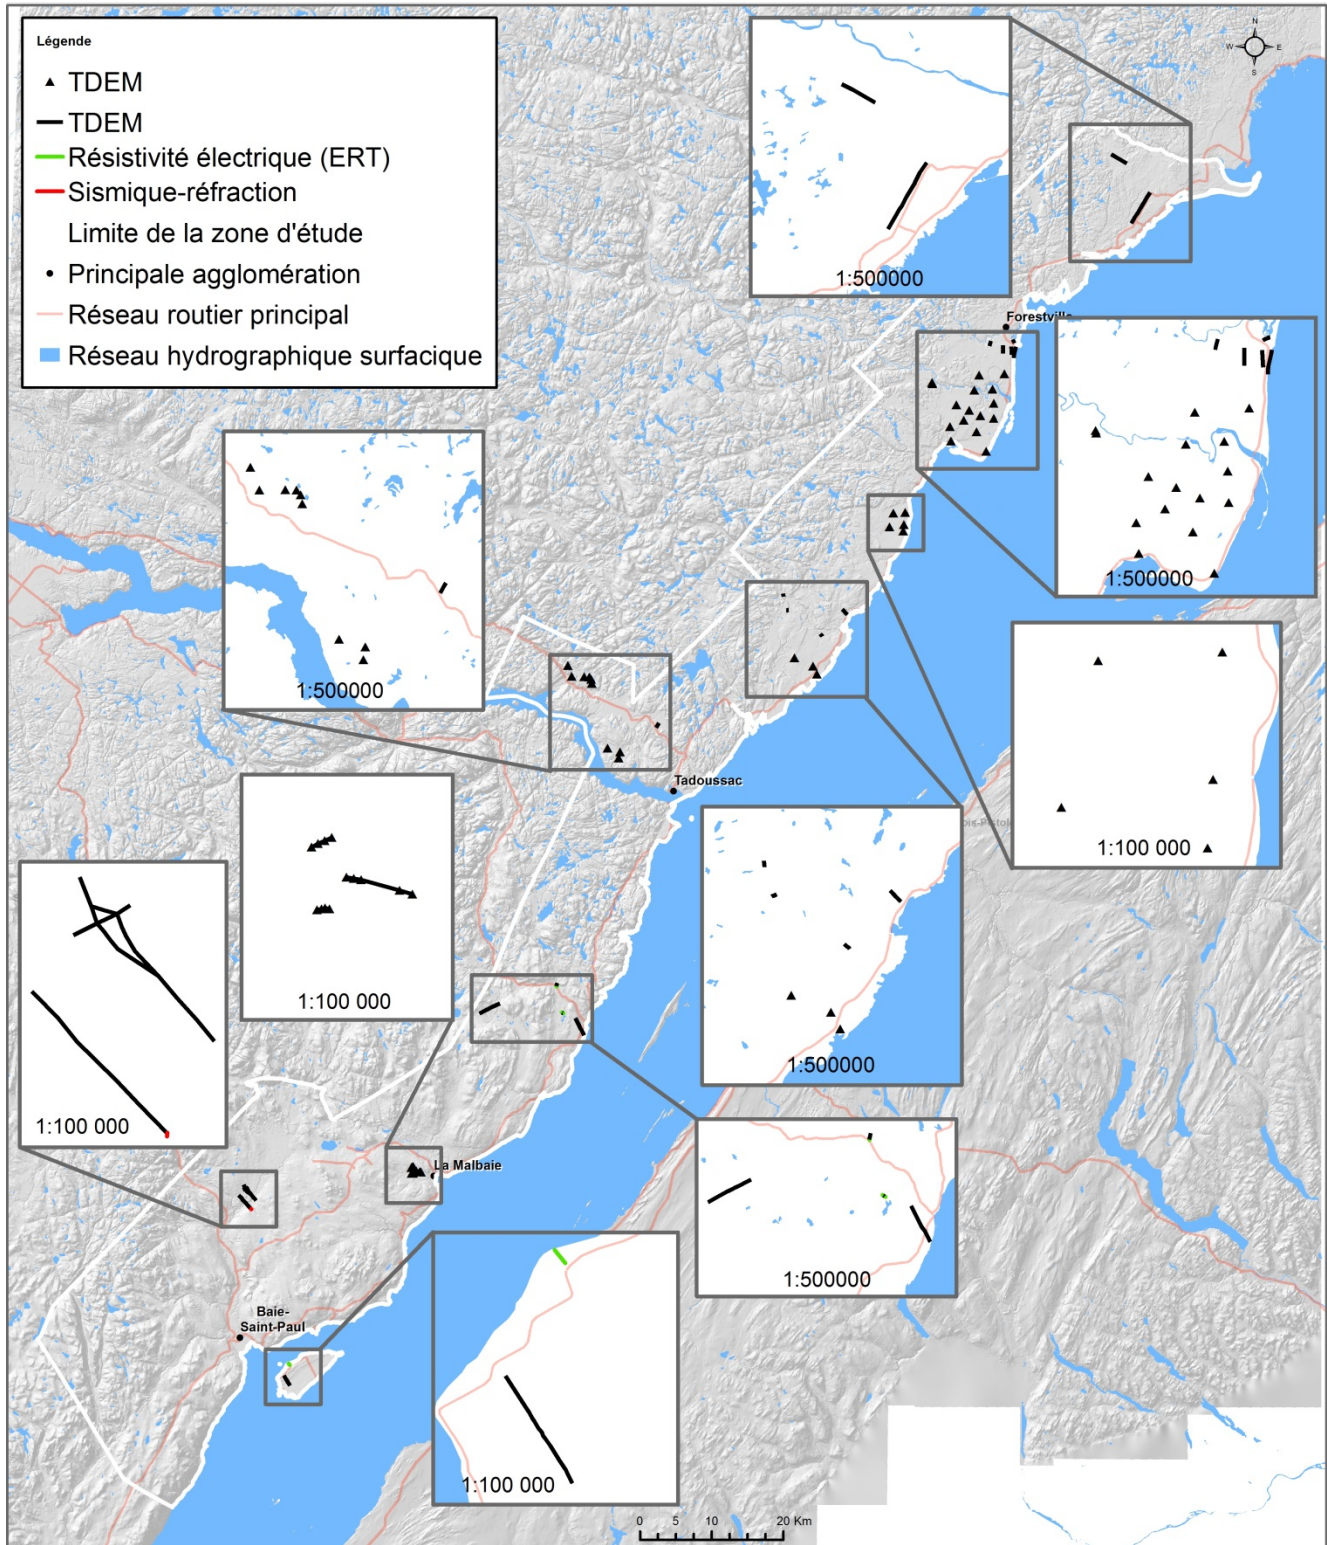 Légende
TDEM
TDEM
Résistivité électrique (ERT)
Sismique-réfraction
Limite de la zone d'étude
Principale agglomération
Réseau routier principal
Réseau hydrographique surfacique
N
W
E
S
1:500000
Forestville
1:500000
1:500000
Tadoussac
1:100 000
1:100 000
1:500000
1:100 000
La Malbaie
1:500000
Baie-
Saint-Paul
1:100 000
0 5 10 20 Km